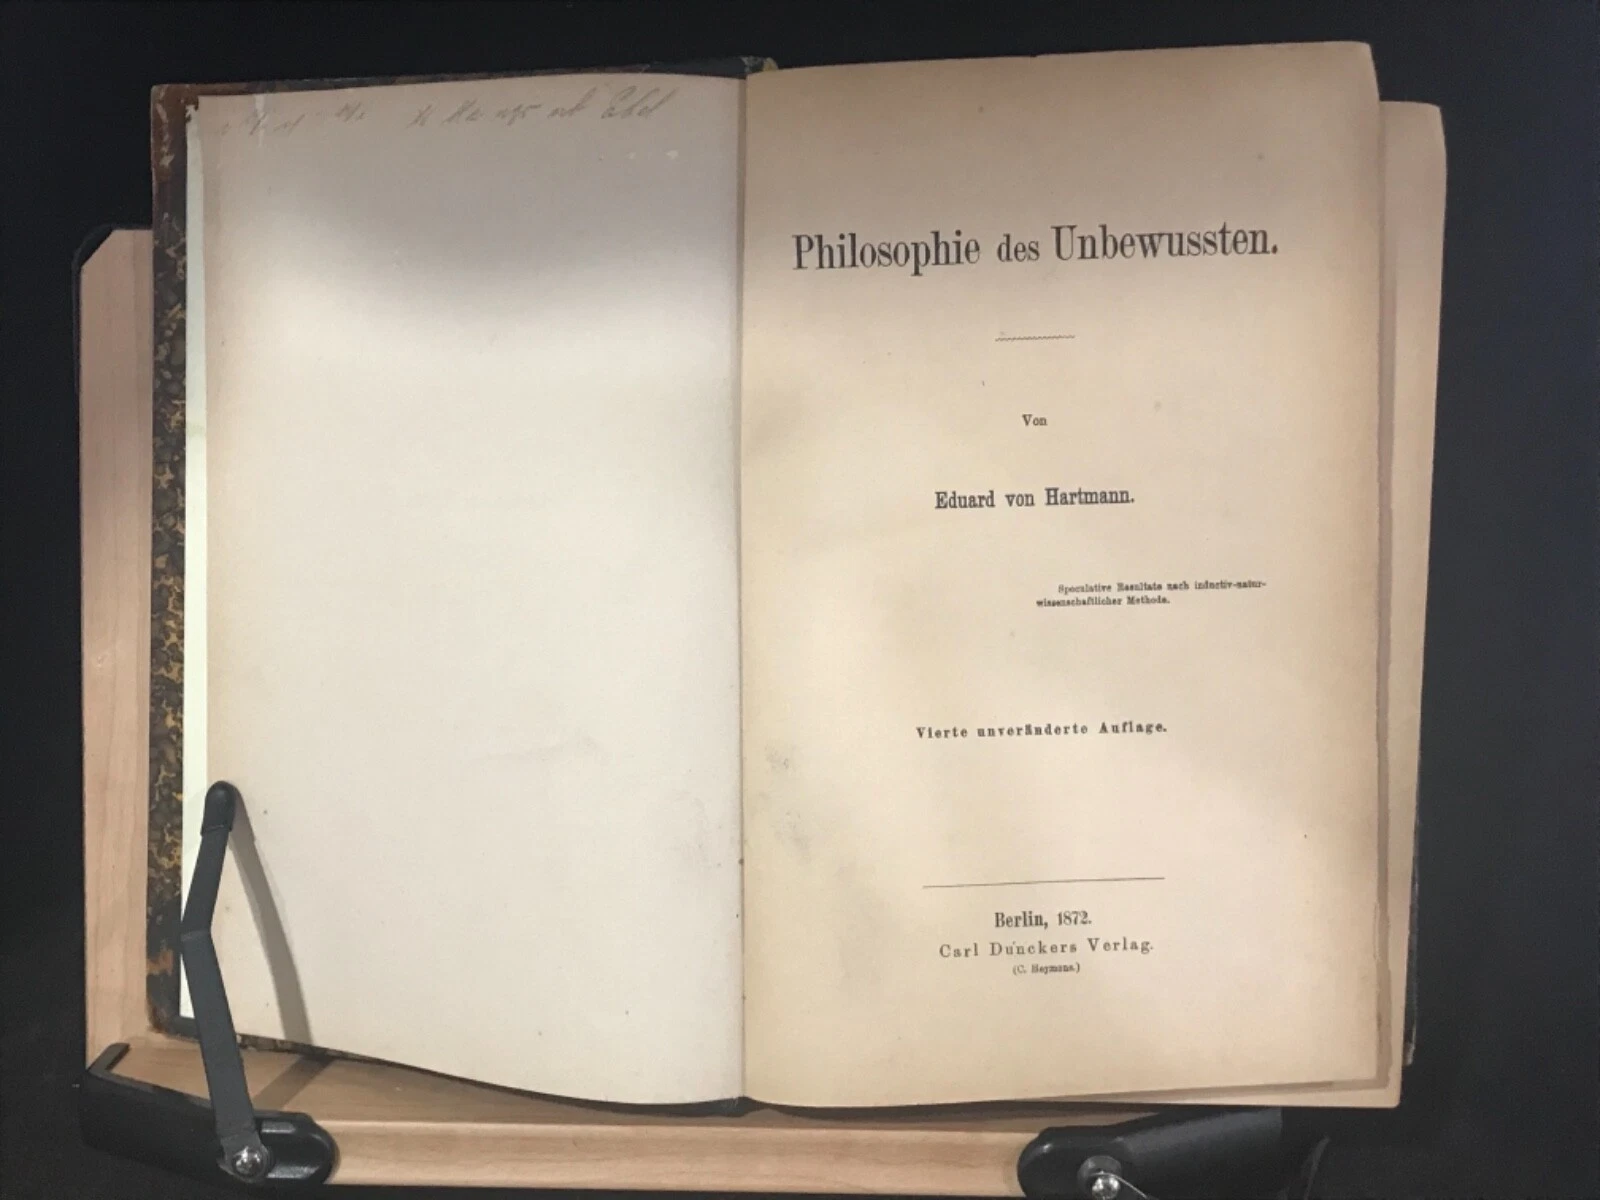 Philosophie des Unbewussten.
Von
Eduard von Hartmann.
Speculative Resultate nach inductiv-natur-
wissenschaftlicher Methode.
Vierte unveränderte Auflage.
Berlin, 1872.
Carl Dunckers Verlag.
(C. Heymons.)